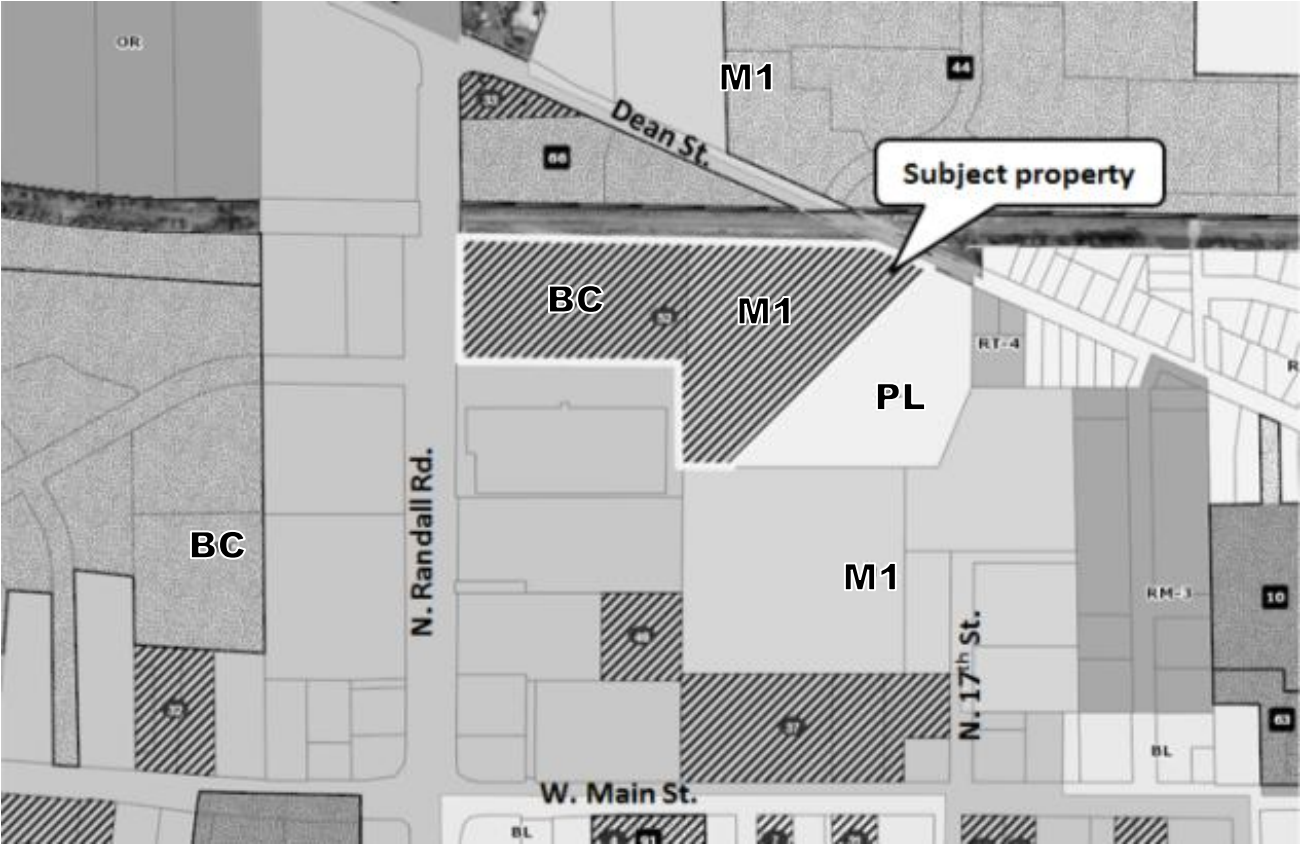 OR
M1
44
Dean St.
66
Subject property
BC
M1
RT-4
PL
N. Randall Rd.
BC
M1
RM-3
10
N. 17th St.
63
BL
W. Main St.
BL